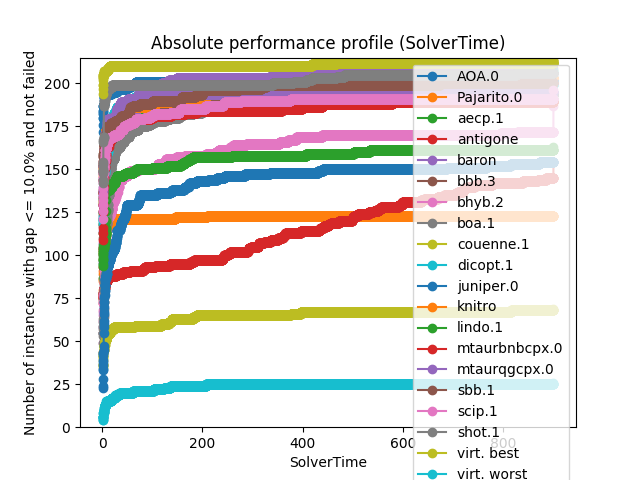 Absolute performance profile (SolverTime)
Number of instances with gap <= 10.0% and not failed
200
175
150
125
100
75
50
25
0
0
200
400
600
800
SolverTime
AOA.0
Pajarito.0
aecp.1
antigone
baron
bbb.3
bhyb.2
boa.1
couenne.1
dicopt.1
juniper.0
knitro
lindo.1
mtaurbnbcpx.0
mtaurqgcpx.0
sbb.1
scip.1
shot.1
virt. best
virt. worst